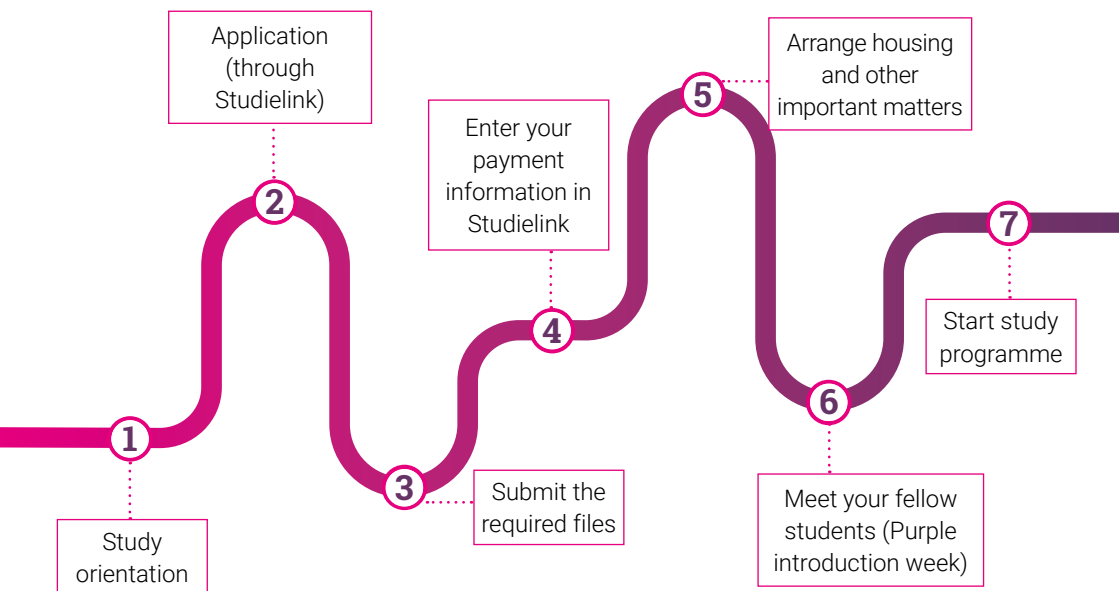 1
Study
orientation
2
Application
(through
Studielink)
3
Submit the
required files
4
Enter your
payment
information in
Studielink
5
Arrange housing
and other
important matters
6
Meet your fellow
students (Purple
introduction week)
7
Start study
programme